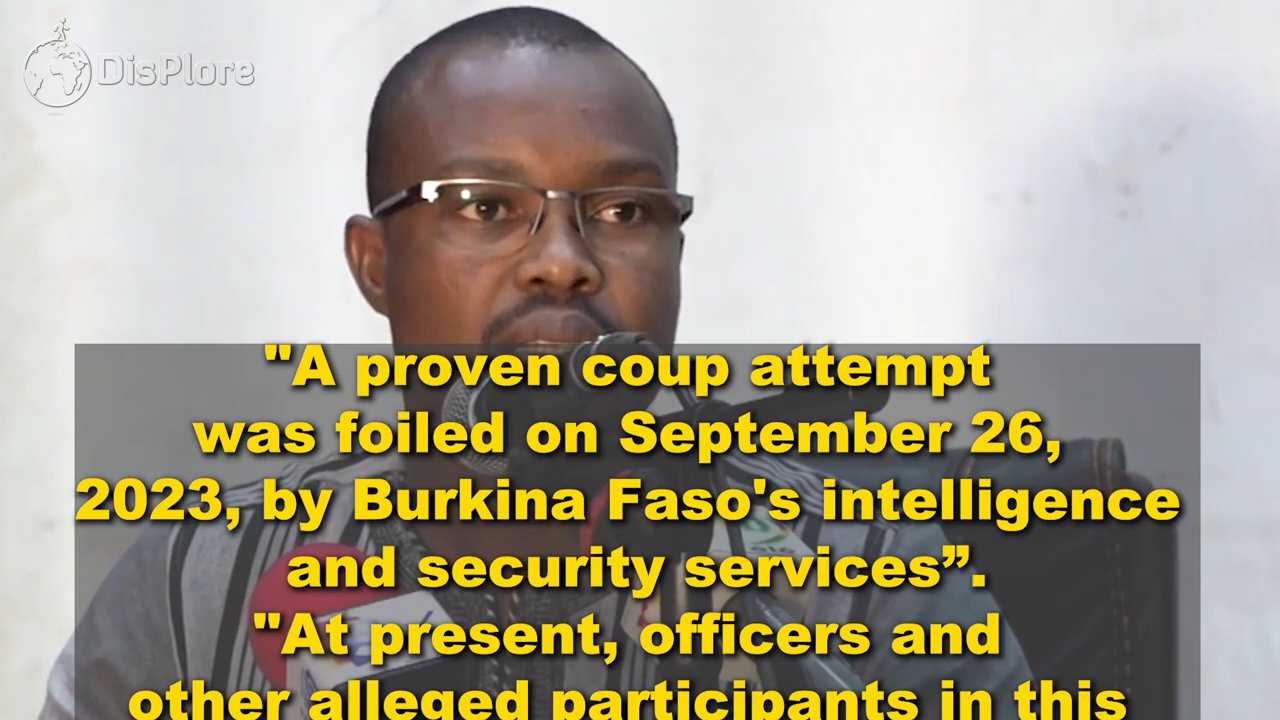 DisPlore
"A proven coup attempt
was foiled on September 26,
2023, by Burkina Faso's intelligence
and security services”.
"At present, officers and
other alleged participants in this